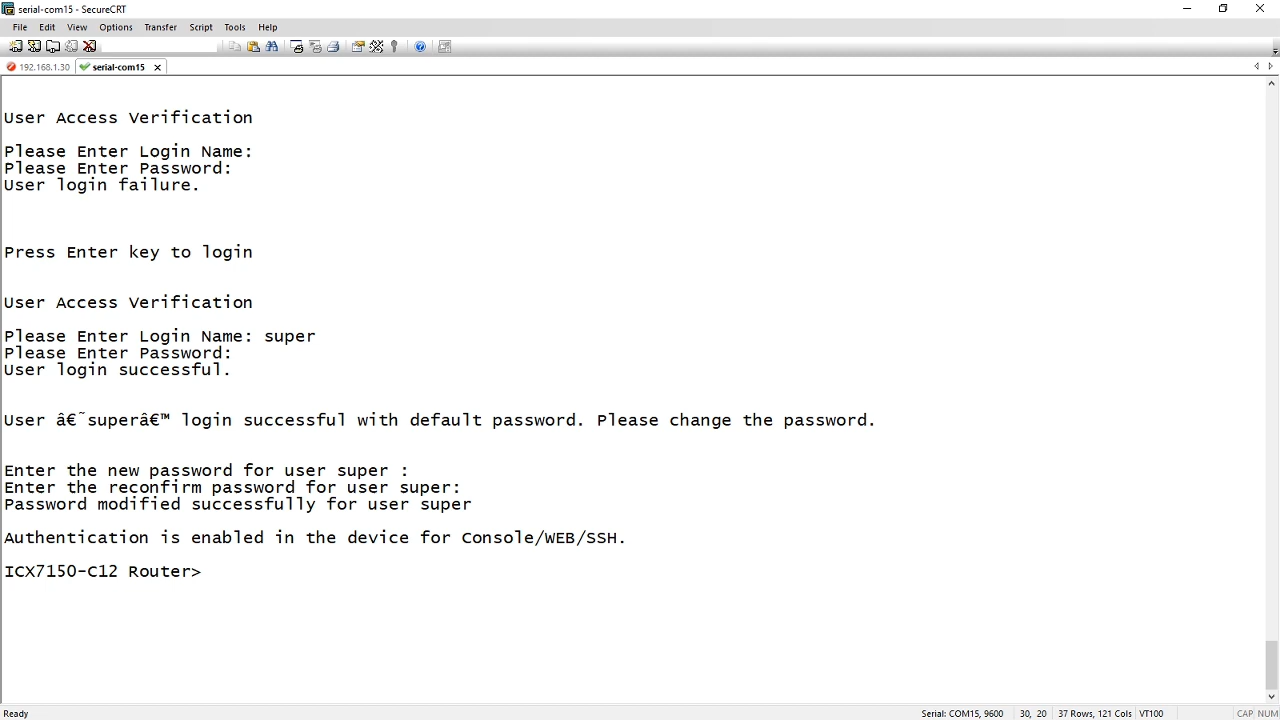 serial-com15 - SecureCRT
File Edit View Options Transfer Script Tools Help
192.168.1.30 serial-com15
User Access Verification
Please Enter Login Name:
Please Enter Password:
User login failure.
Press Enter key to login
User Access Verification
Please Enter Login Name: super
Please Enter Password:
User login successful.
User â€˜superâ€™ login successful with default password. Please change the password.
Enter the new password for user super :
Enter the reconfirm password for user super:
Password modified successfully for user super
Authentication is enabled in the device for Console/WEB/SSH.
ICX7150-C12 Router>
Ready Serial: COM15, 9600 30, 20 37 Rows, 121 Cols VT100 CAP NUM